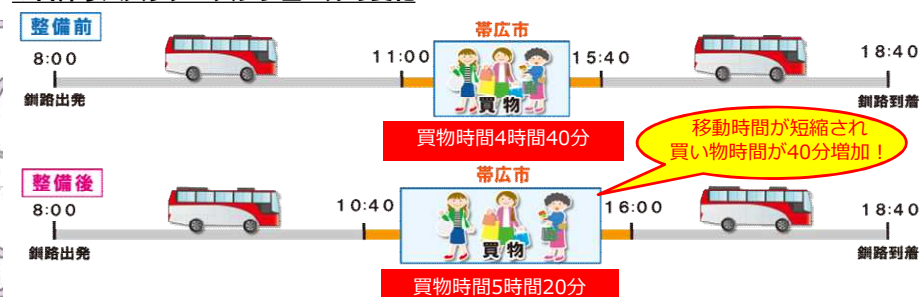 整備前
帯広市
8:00
11:00
15:40
18:40
釧路出発
買物
釧路到着
買物時間4時間40分
移動時間が短縮され
買い物時間が40分増加！
整備後
帯広市
8:00
10:40
16:00
18:40
釧路出発
買物
釧路到着
買物時間5時間20分